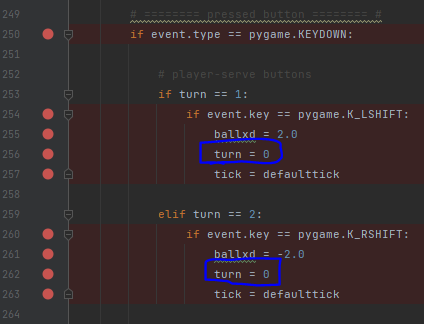 249 # ======== pressed button ======== #
250 if event.type == pygame.KEYDOWN:
251
252 # player-serve buttons
253 if turn == 1:
254 if event.key == pygame.K_LSHIFT:
255 ballxd = 2.0
256 turn = 0
257 tick = defaulttick
258
259 elif turn == 2:
260 if event.key == pygame.K_RSHIFT:
261 ballxd = -2.0
262 turn = 0
263 tick = defaulttick
264